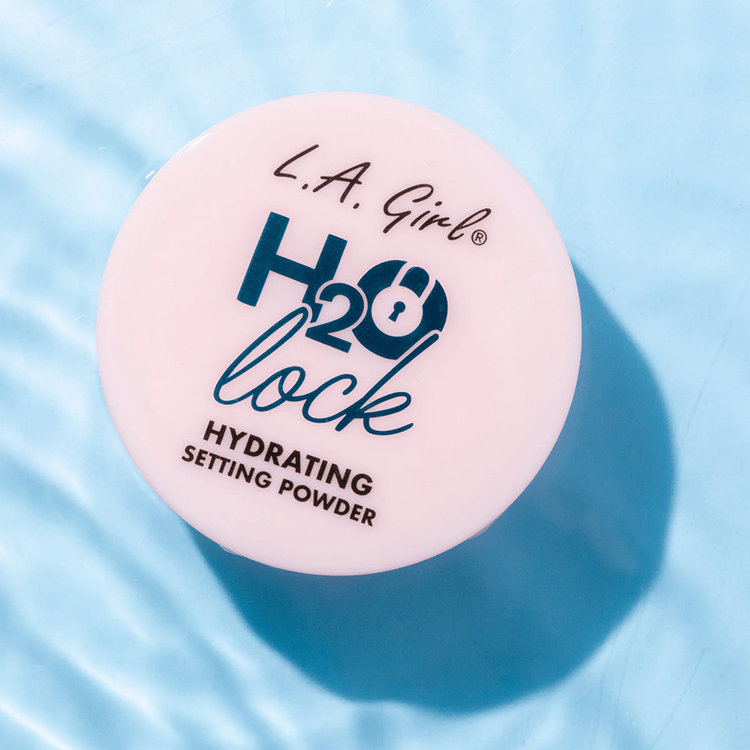 L.A. Girl®
H2O
lock
HYDRATING
SETTING POWDER